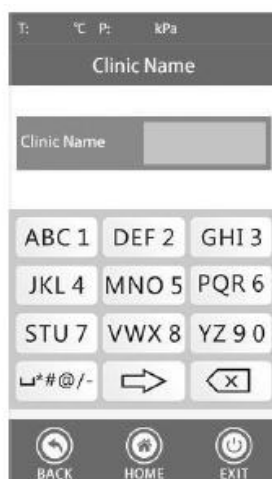 T: ℃ P: kPa
Clinic Name
Clinic Name
ABC 1 DEF 2 GHI 3
JKL 4 MNO 5 PQR 6
STU 7 VWX 8 YZ 9 0
␣*#@/-
BACK HOME EXIT